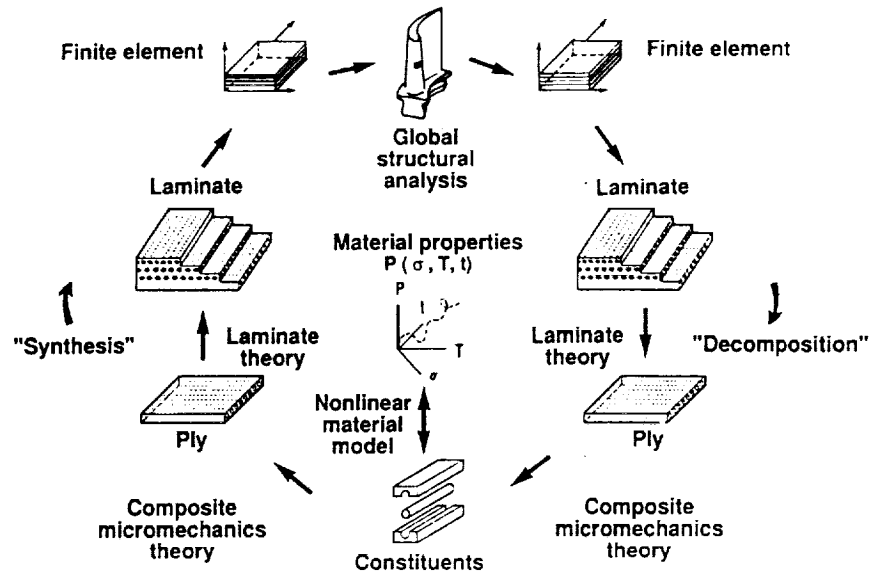 Finite element
Finite element
Global
structural
analysis
Laminate
Laminate
Material properties
P ( σ , T, t)
P
t
T
σ
"Synthesis"
Laminate
theory
Laminate
theory
"Decomposition"
Ply
Nonlinear
material
model
Ply
Composite
micromechanics
theory
Constituents
Composite
micromechanics
theory